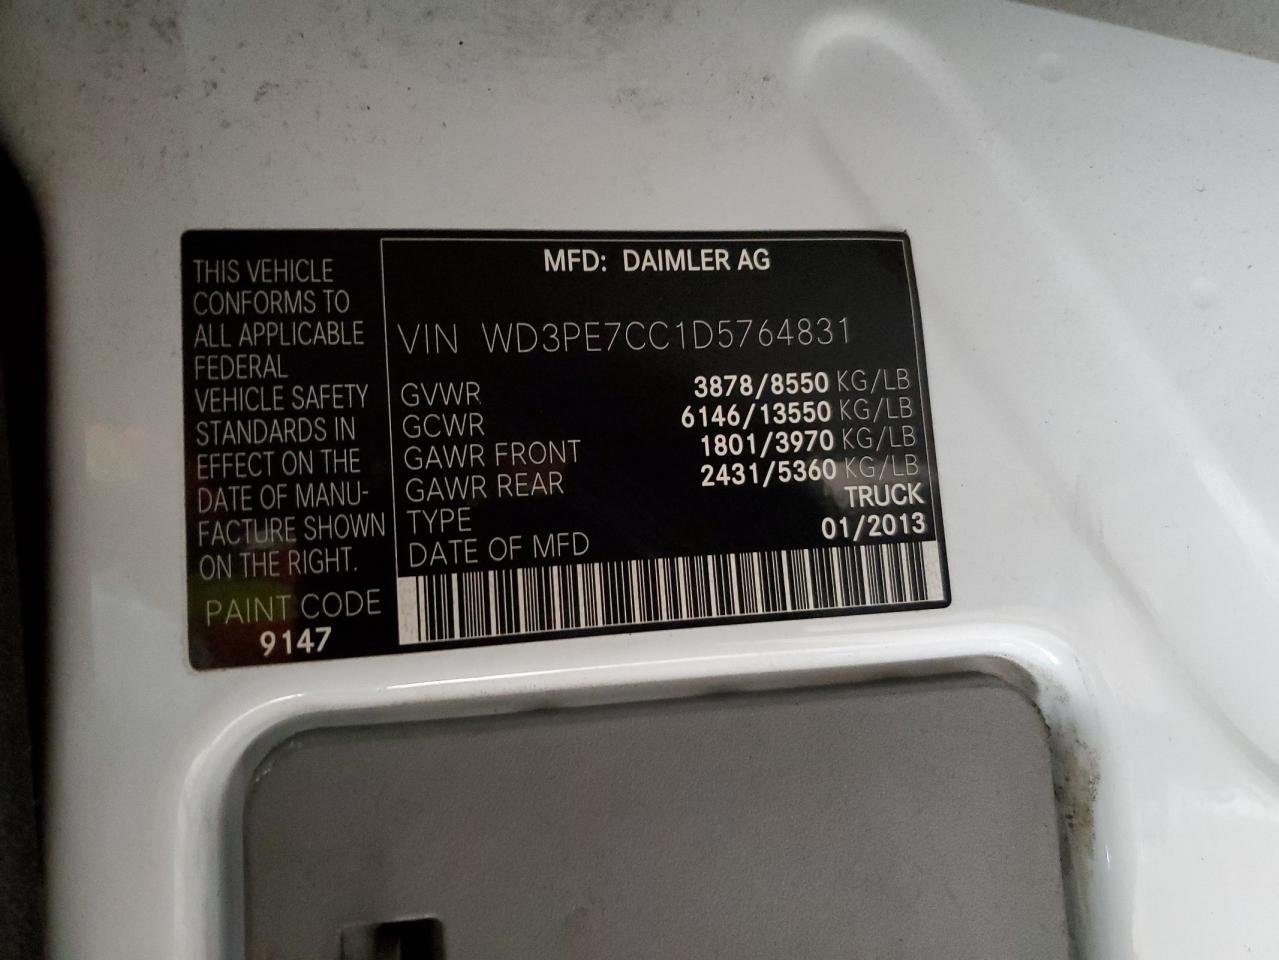 THIS VEHICLE
CONFORMS TO
ALL APPLICABLE
FEDERAL
VEHICLE SAFETY
STANDARDS IN
EFFECT ON THE
DATE OF MANU-
FACTURE SHOWN
ON THE RIGHT.
PAINT CODE
9147
MFD: DAIMLER AG
VIN WD3PE7CC1D5764831
GVWR 3878/8550 KG/LB
GCWR 6146/13550 KG/LB
GAWR FRONT 1801/3970 KG/LB
GAWR REAR 2431/5360 KG/LB
TYPE TRUCK
DATE OF MFD 01/2013